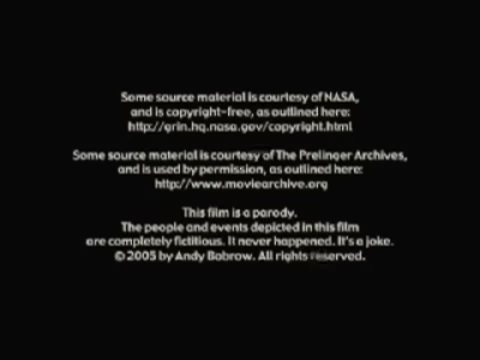 Some source material is courtesy of NASA,
and is copyright-free, as outlined here:
http://grin.hq.nasa.gov/copyright.html
Some source material is courtesy of The Prelinger Archives,
and is used by permission, as outlined here:
http://www.moviearchive.org
This film is a parody.
The people and events depicted in this film
are completely fictitious. It never happened. It's a joke.
© 2005 by Andy Bobrow. All rights reserved.